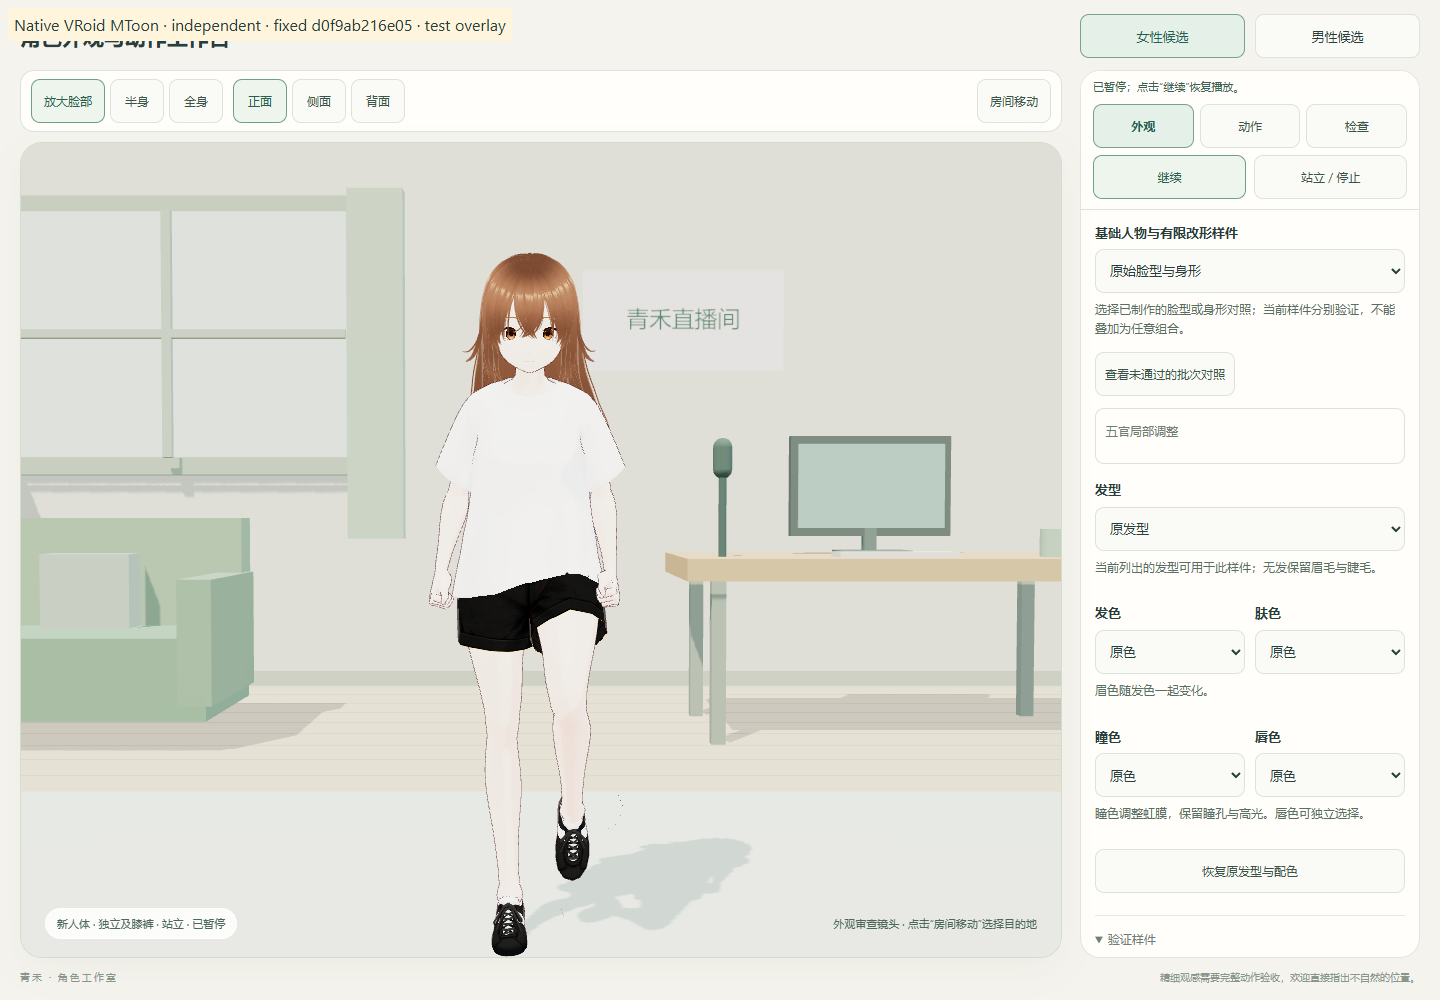 Native VRoid MToon · independent · fixed d0f9ab216e05 · test overlay
角色外观与动作工作台
女性候选
男性候选
放大脸部
半身
全身
正面
侧面
背面
房间移动
已暂停；点击“继续”恢复播放。
外观
动作
检查
继续
站立 / 停止
基础人物与有限改形样件
原始脸型与身形
选择已制作的脸型或身形对照；当前样件分别验证，不能
叠加为任意组合。
查看未通过的批次对照
五官局部调整
发型
原发型
当前列出的发型可用于此样件；无发保留眉毛与睫毛。
发色
肤色
原色
原色
眉色随发色一起变化。
瞳色
唇色
原色
原色
瞳色调整虹膜，保留瞳孔与高光。唇色可独立选择。
恢复原发型与配色
▼ 验证样件
青禾直播间
新人体 · 独立及膝裤 · 站立 · 已暂停
外观审查镜头 · 点击“房间移动”选择目的地
青禾 · 角色工作室
精细观感需要完整动作验收，欢迎直接指出不自然的位置。